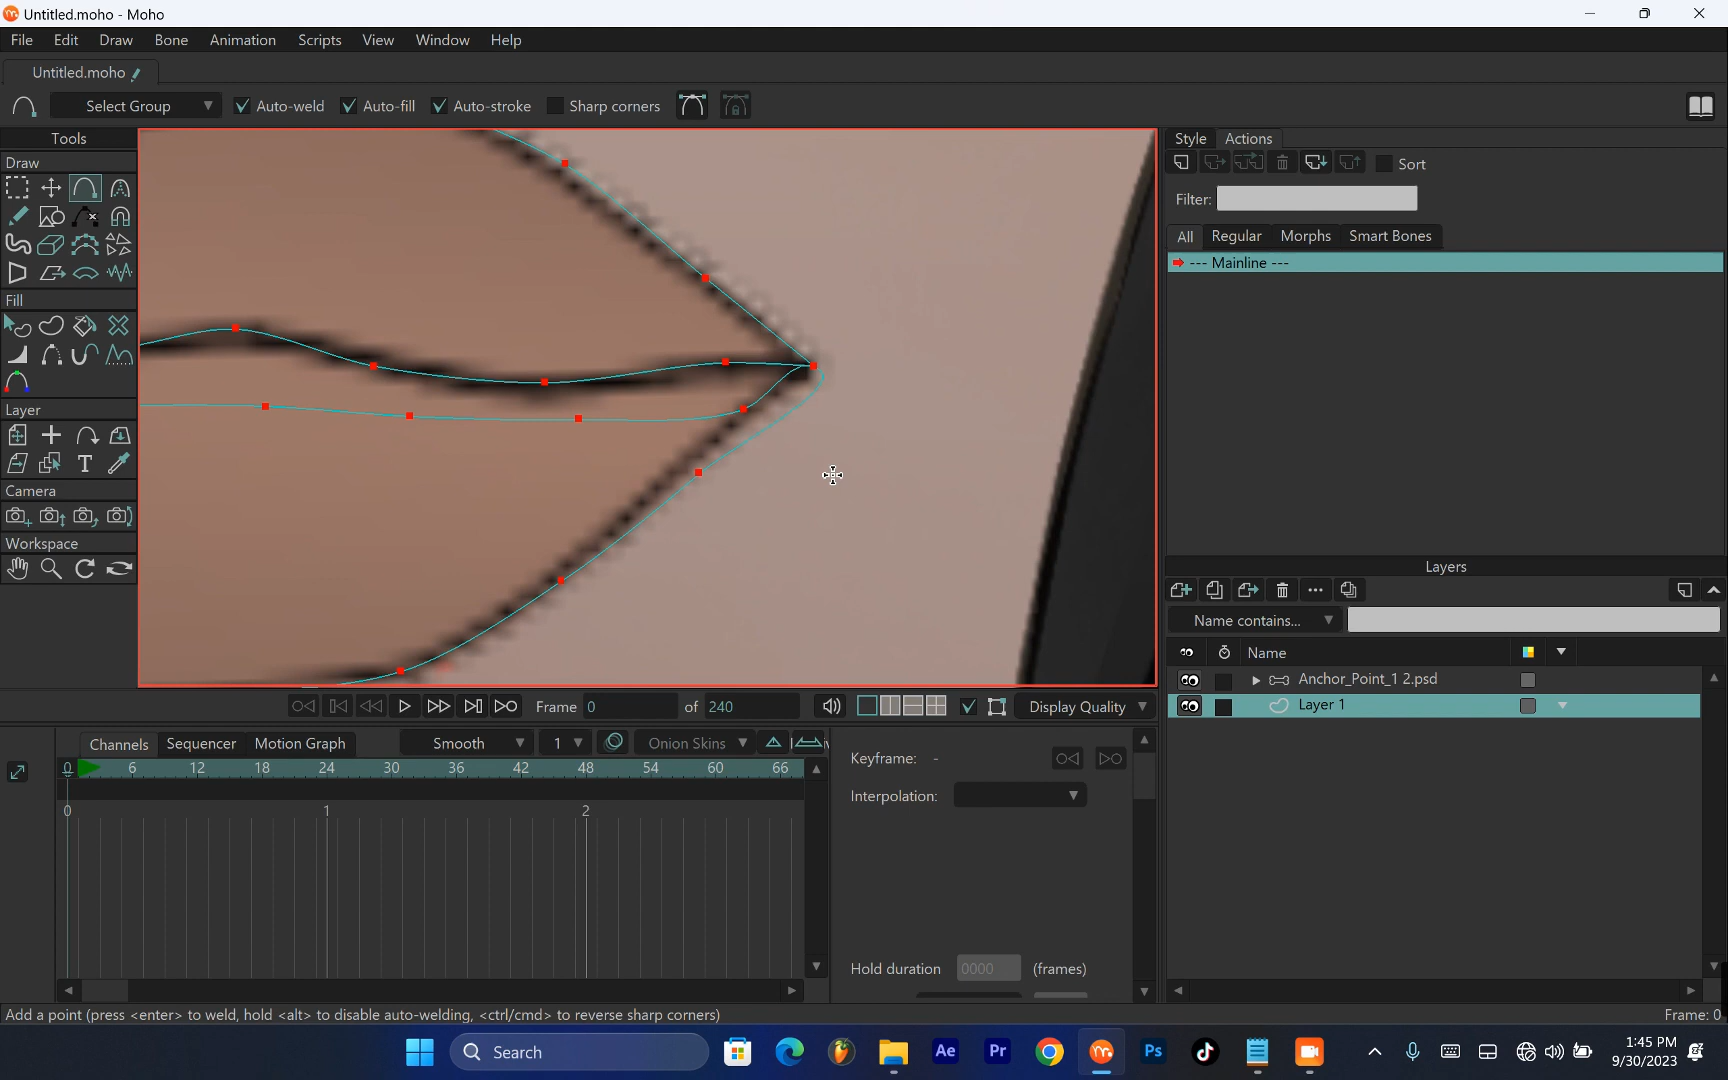 Untitled.moho - Moho
File Edit Draw Bone Animation Scripts View Window Help
Untitled.moho
Select Group Auto-weld Auto-fill Auto-stroke Sharp corners
Tools
Draw
Fill
Layer
Camera
Workspace
Style Actions
Sort
Filter:
All Regular Morphs Smart Bones
--- Mainline ---
Layers
Name contains...
Name
Anchor_Point_1 2.psd
Layer 1
Frame 0 of 240 Display Quality
Channels Sequencer Motion Graph Smooth 1 Onion Skins
0 6 12 18 24 30 36 42 48 54 60 66
0 1 2
Keyframe: -
Interpolation:
Hold duration 0000 (frames)
Add a point (press <enter> to weld, hold <alt> to disable auto-welding, <ctrl/cmd> to reverse sharp corners) Frame: 0
Search Ae Pr Ps 1:45 PM
9/30/2023